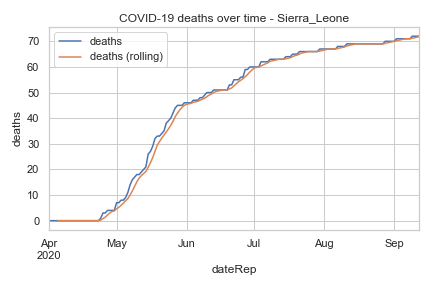 COVID-19 deaths over time - Sierra_Leone
deaths
deaths (rolling)
70
60
50
40
30
20
10
0
deaths
Apr May Jun Jul Aug Sep
2020
dateRep